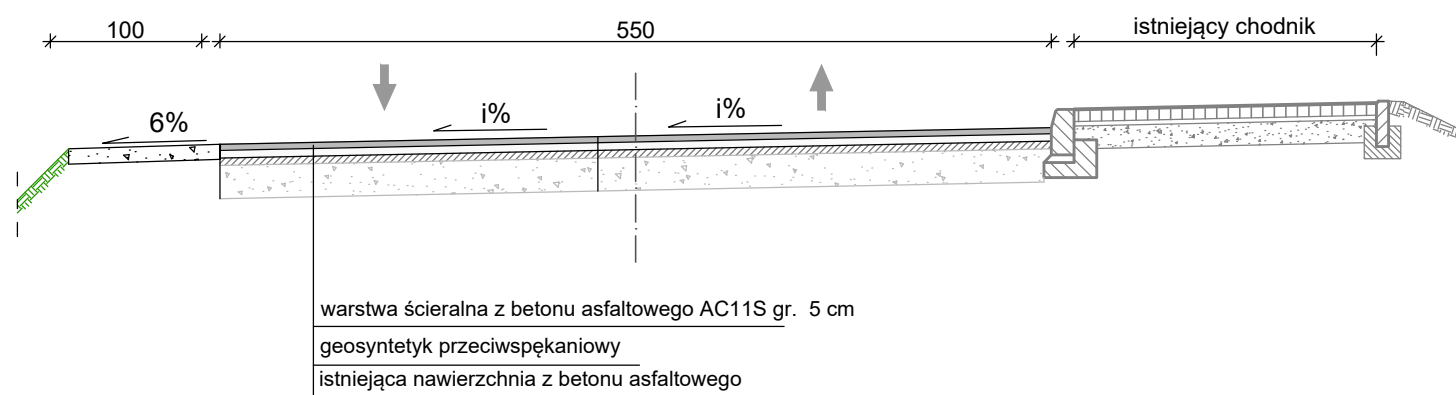 100
550
istniejący chodnik
6%
i%
i%
warstwa ścieralna z betonu asfaltowego AC11S gr. 5 cm
geosyntetyk przeciwspękaniowy
istniejąca nawierzchnia z betonu asfaltowego